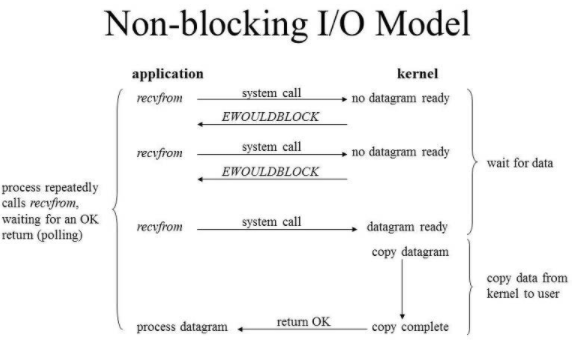 Non-blocking I/O Model
application
kernel
recvfrom
system call
no datagram ready
EWOULDBLOCK
recvfrom
system call
no datagram ready
EWOULDBLOCK
wait for data
process repeatedly
calls recvfrom,
waiting for an OK
return (polling)
recvfrom
system call
datagram ready
copy datagram
copy data from
kernel to user
process datagram
return OK
copy complete